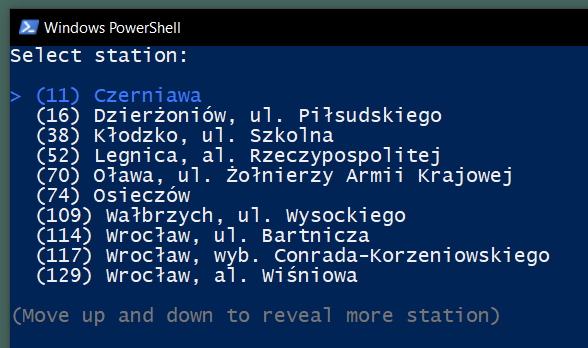 Windows PowerShell
Select station:
> (11) Czerniawa
(16) Dzierżoniów, ul. Piłsudskiego
(38) Kłodzko, ul. Szkolna
(52) Legnica, al. Rzeczypospolitej
(70) Oława, ul. Żołnierzy Armii Krajowej
(74) Osieczów
(109) Wałbrzych, ul. Wysockiego
(114) Wrocław, ul. Bartnicza
(117) Wrocław, wyb. Conrada-Korzeniowskiego
(129) Wrocław, al. Wiśniowa
(Move up and down to reveal more station)